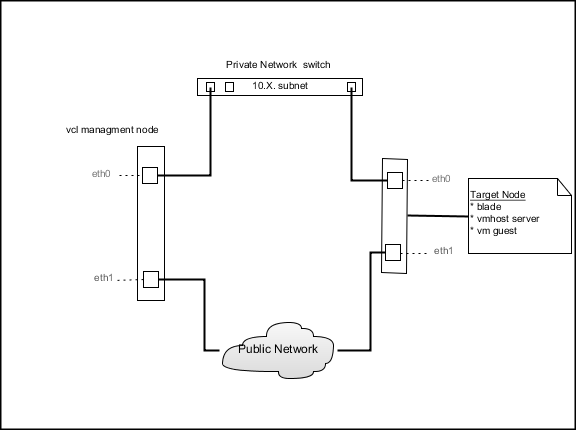 Private Network switch
10.X. subnet
vcl managment node
eth0
eth0
Target Node
* blade
* vmhost server
* vm guest
eth1
eth1
Public Network